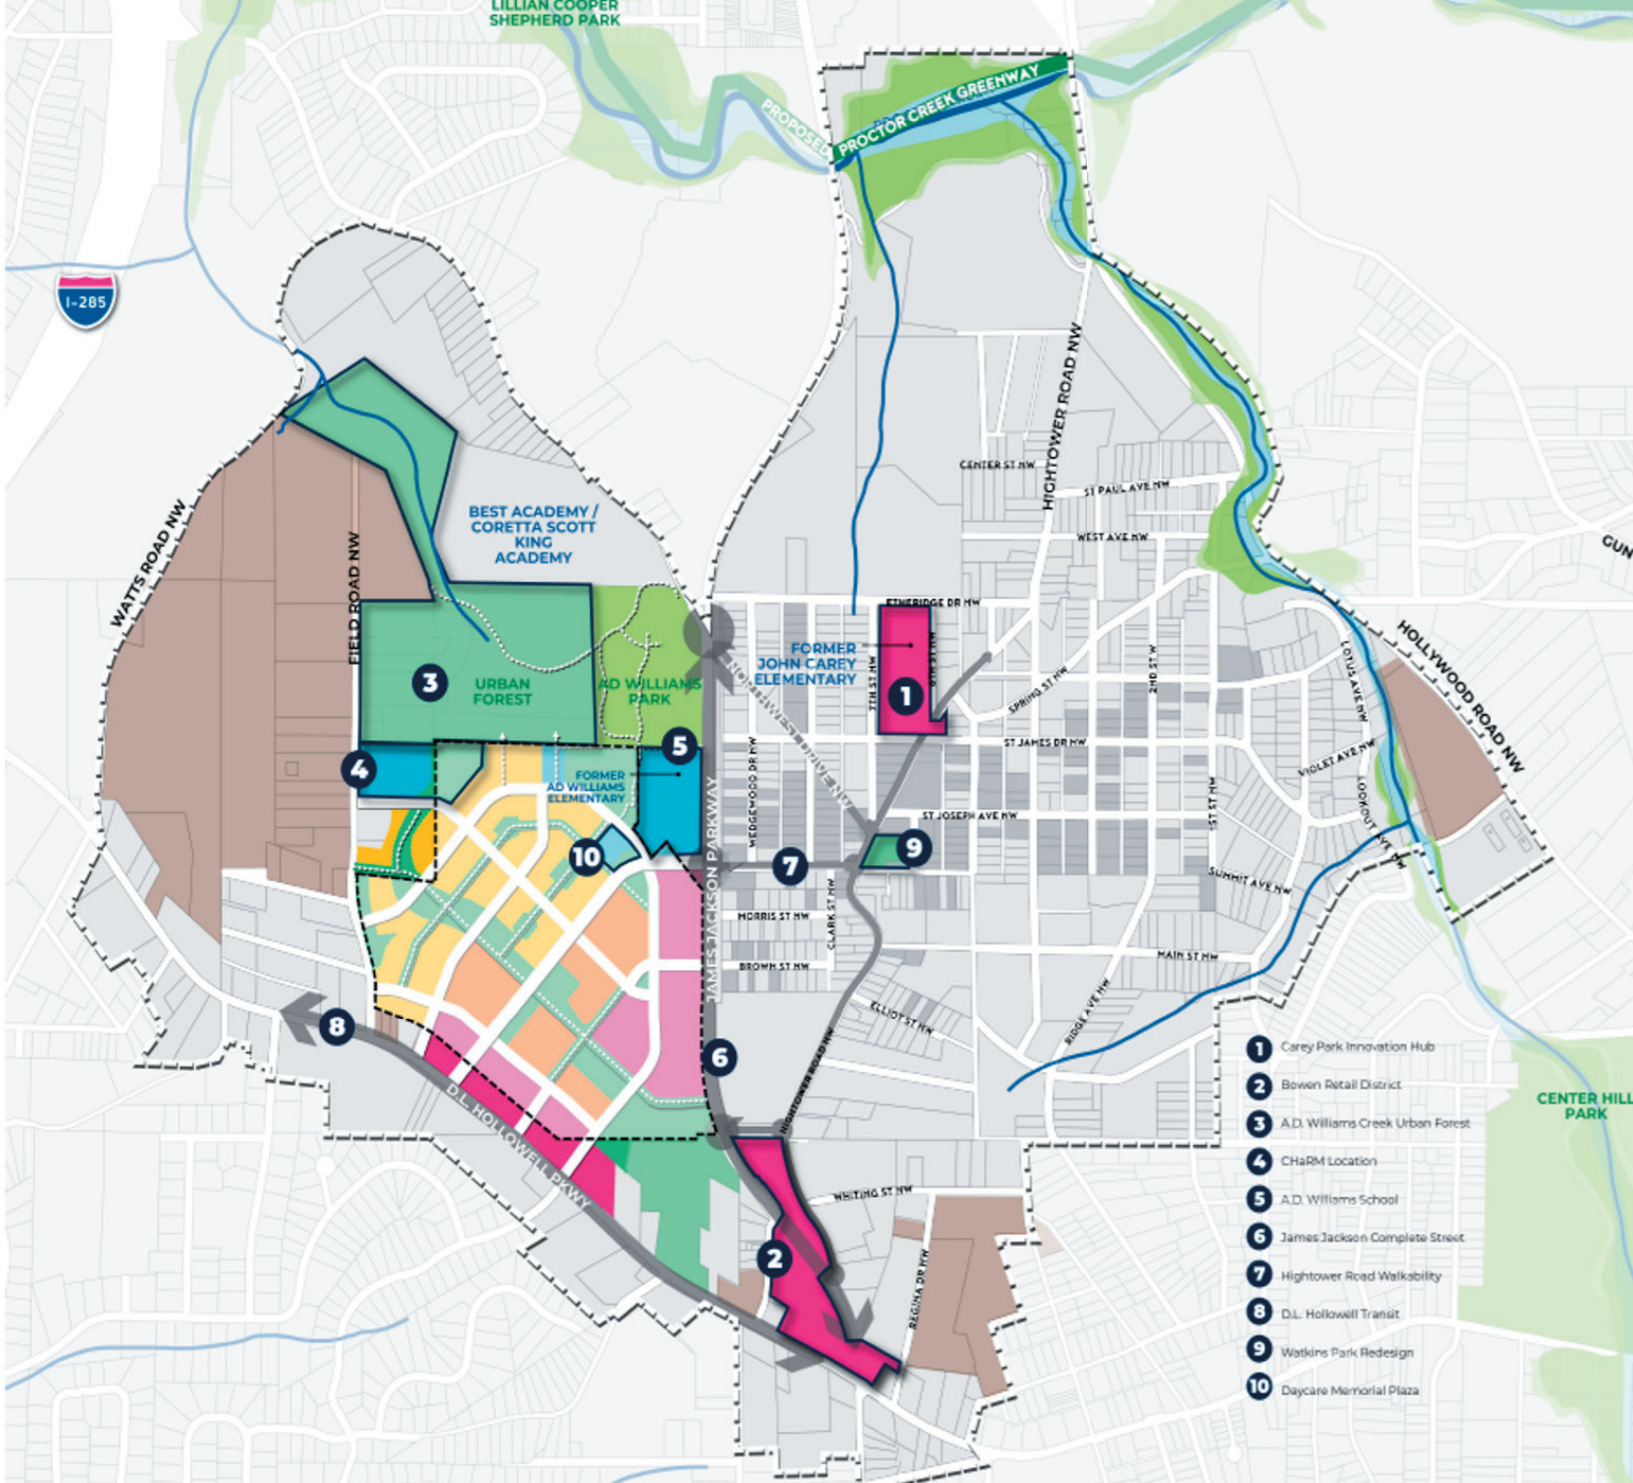 LILLIAN COOPER
SHEPHERD PARK
PROPOSED
PROCTOR CREEK GREENWAY
I-285
HIGHTOWER ROAD NW
CENTER ST NW
ST PAUL AVE NW
WEST AVE NW
BEST ACADEMY /
CORETTA SCOTT
KING
ACADEMY
WATTS ROAD NW
FIELD ROAD NW
GUN
HOLLYWOOD ROAD NW
ETHERIDGE DR NW
FORMER
JOHN CAREY
ELEMENTARY
7TH ST NW
6TH ST NW
1
3
URBAN
FOREST
AD WILLIAMS
PARK
NORTHWEST DRIVE NW
SPRING ST NW
2ND ST W
LOTUS AVE NW
ST JAMES DR NW
VIOLET AVE NW
LOOKOUT AVE NW
4
5
FORMER
AD WILLIAMS
ELEMENTARY
WEDGEWOOD DR NW
JAMES JACKSON PARKWAY
1ST ST NW
ST JOSEPH AVE NW
9
10
7
SUMMIT AVE NW
MORRIS ST NW
CLARK ST NW
BROWN ST NW
MAIN ST NW
ELLIOT ST NW
RIDGE AVE NW
8
6
HIGHTOWER ROAD NW
D.L. HOLLOWELL PKWY
WHITING ST NW
2
REGINA DR NW
CENTER HILL
PARK
1 Carey Park Innovation Hub
2 Bowen Retail District
3 A.D. Williams Creek Urban Forest
4 CHaRM Location
5 A.D. Williams School
6 James Jackson Complete Street
7 Hightower Road Walkability
8 D.L. Hollowell Transit
9 Watkins Park Redesign
10 Daycare Memorial Plaza